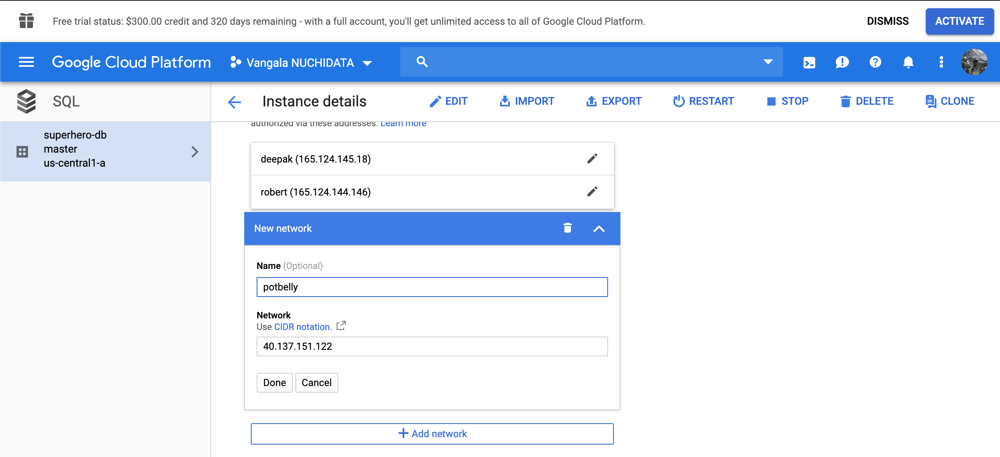 Free trial status: $300.00 credit and 320 days remaining - with a full account, you'll get unlimited access to all of Google Cloud Platform.
DISMISS
ACTIVATE
Google Cloud Platform
Vangala NUCHIDATA
SQL
Instance details
EDIT
IMPORT
EXPORT
RESTART
STOP
DELETE
CLONE
superhero-db
master
us-central1-a
authorized via these addresses. Learn more
deepak (165.124.145.18)
robert (165.124.144.146)
New network
Name (Optional)
potbelly
Network
Use CIDR notation.
40.137.151.122
Done
Cancel
Add network